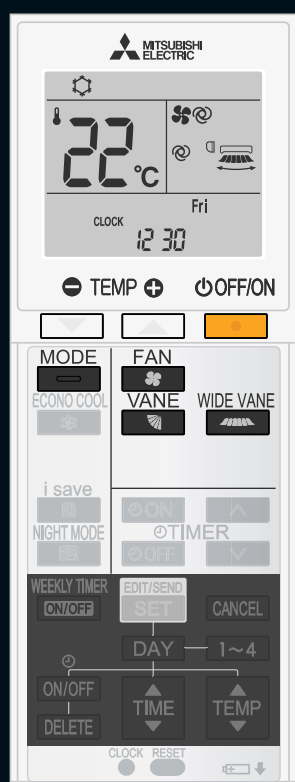 MITSUBISHI
ELECTRIC
22°C
Fri
CLOCK
12 30
TEMP OFF/ON
MODE FAN
ECONO COOL VANE WIDE VANE
i save
ON
NIGHT MODE TIMER
OFF
WEEKLY TIMER EDIT/SEND
ON/OFF SET CANCEL
DAY 1~4
ON/OFF TIME TEMP
DELETE
CLOCK RESET